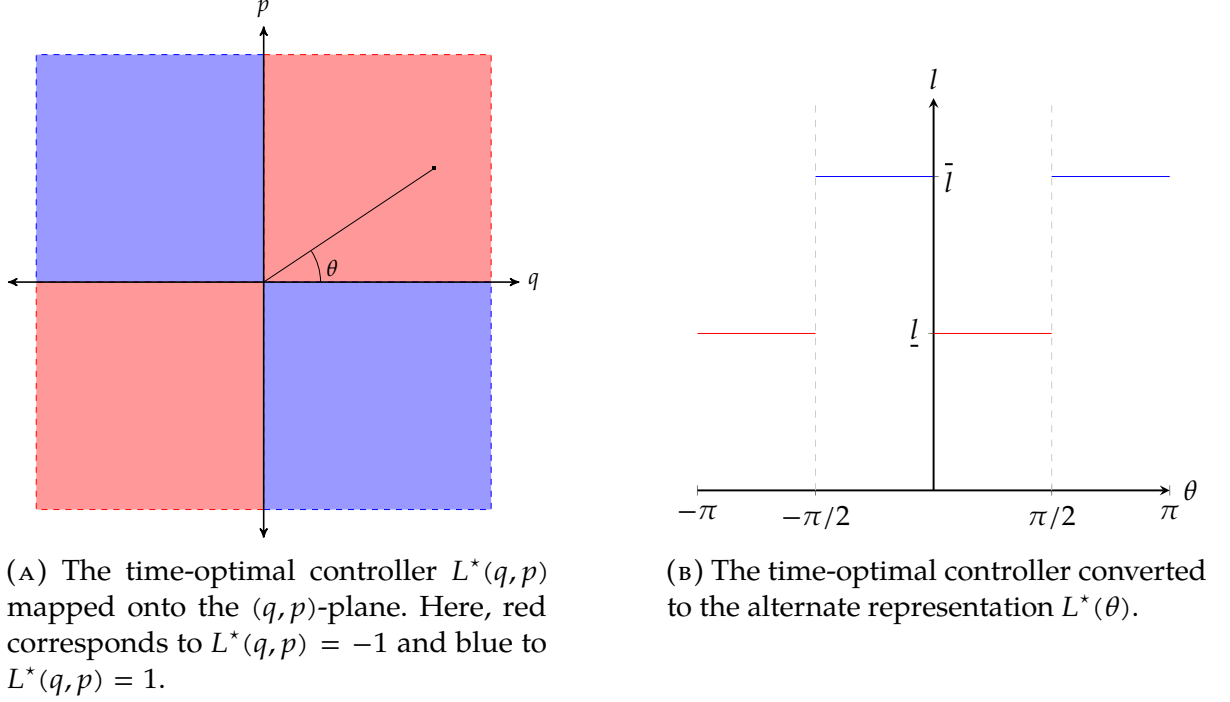 p
θ
q
l
l̄
l̲
θ
−π
−π/2
π/2
π
(A) The time-optimal controller L⋆(q, p)
mapped onto the (q, p)-plane. Here, red
corresponds to L⋆(q, p) = −1 and blue to
L⋆(q, p) = 1.
(B) The time-optimal controller converted
to the alternate representation L⋆(θ).